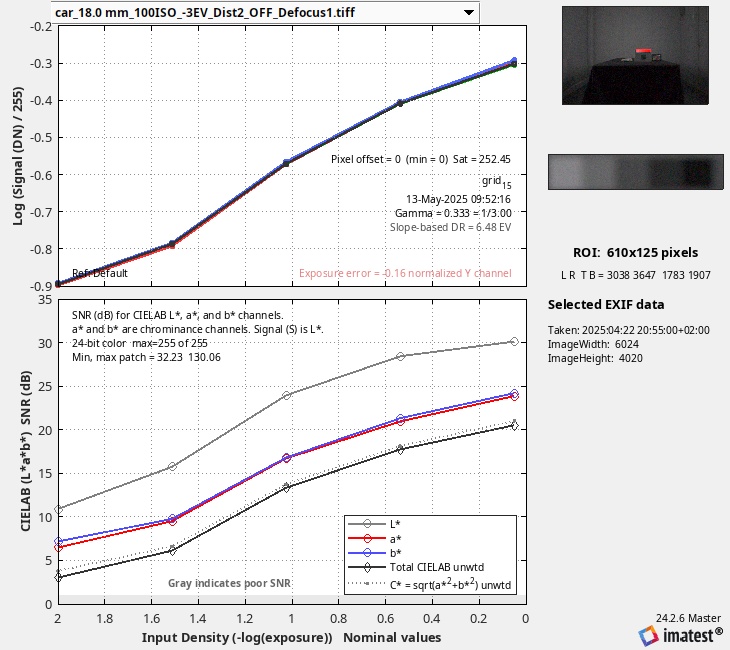 car_18.0 mm_100ISO_-3EV_Dist2_OFF_Defocus1.tiff
-0.2
-0.3
-0.4
-0.5
-0.6
-0.7
-0.8
-0.9
Log (Signal (DN) / 255)
Pixel offset = 0 (min = 0) Sat = 252.45
grid15
13-May-2025 09:52:16
Gamma = 0.333 = 1/3.00
Slope-based DR = 6.48 EV
Ref: Default
Exposure error = -0.16 normalized Y channel
35
30
25
20
15
10
5
0
CIELAB (L*a*b*) SNR (dB)
SNR (dB) for CIELAB L*, a*, and b* channels.
a* and b* are chrominance channels. Signal (S) is L*.
24-bit color max=255 of 255
Min, max patch = 32.23 130.06
Gray indicates poor SNR
L*
a*
b*
Total CIELAB unwtd
C* = sqrt(a*2+b*2) unwtd
2 1.8 1.6 1.4 1.2 1 0.8 0.6 0.4 0.2 0
Input Density (-log(exposure)) Nominal values
ROI: 610x125 pixels
L R T B = 3038 3647 1783 1907
Selected EXIF data
Taken: 2025:04:22 20:55:00+02:00
ImageWidth: 6024
ImageHeight: 4020
24.2.6 Master
imatest®